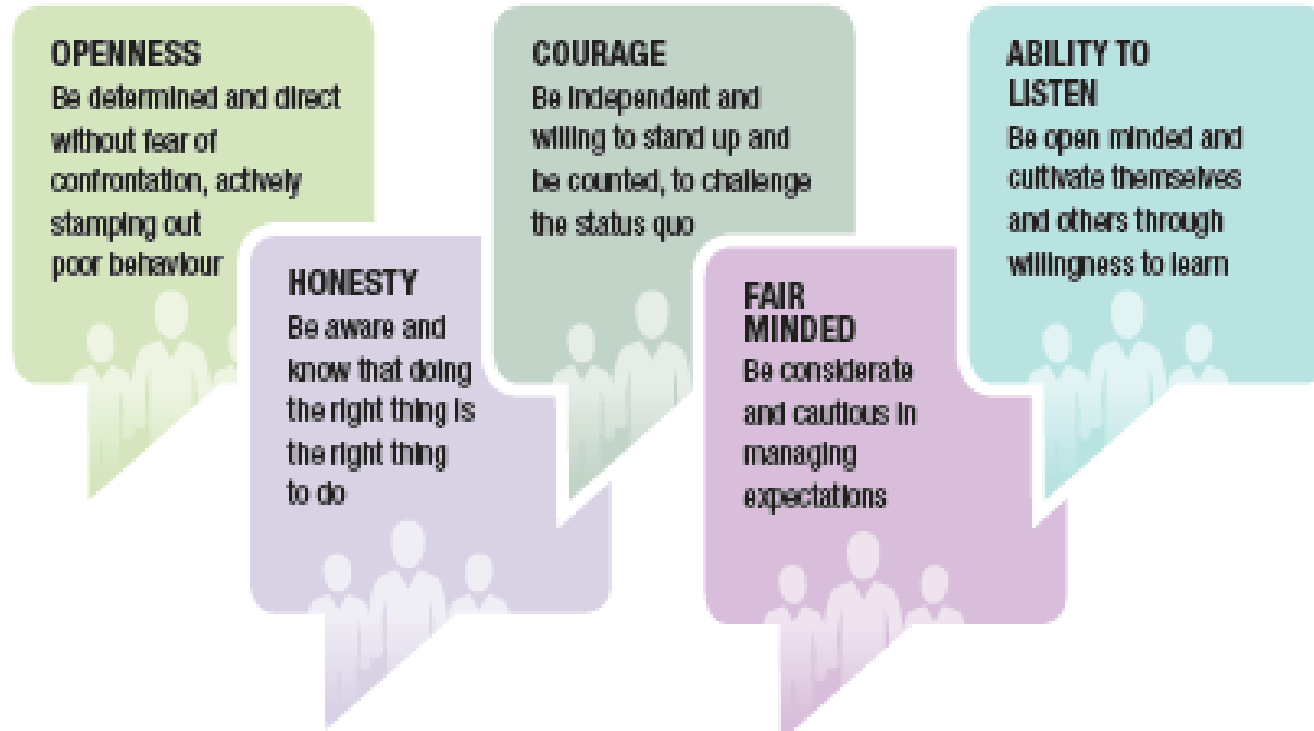 OPENNESS
Be determined and direct
without fear of
confrontation, actively
stamping out
poor behaviour
HONESTY
Be aware and
know that doing
the right thing is
the right thing
to do
COURAGE
Be independent and
willing to stand up and
be counted, to challenge
the status quo
FAIR
MINDED
Be considerate
and cautious in
managing
expectations
ABILITY TO
LISTEN
Be open minded and
cultivate themselves
and others through
willingness to learn